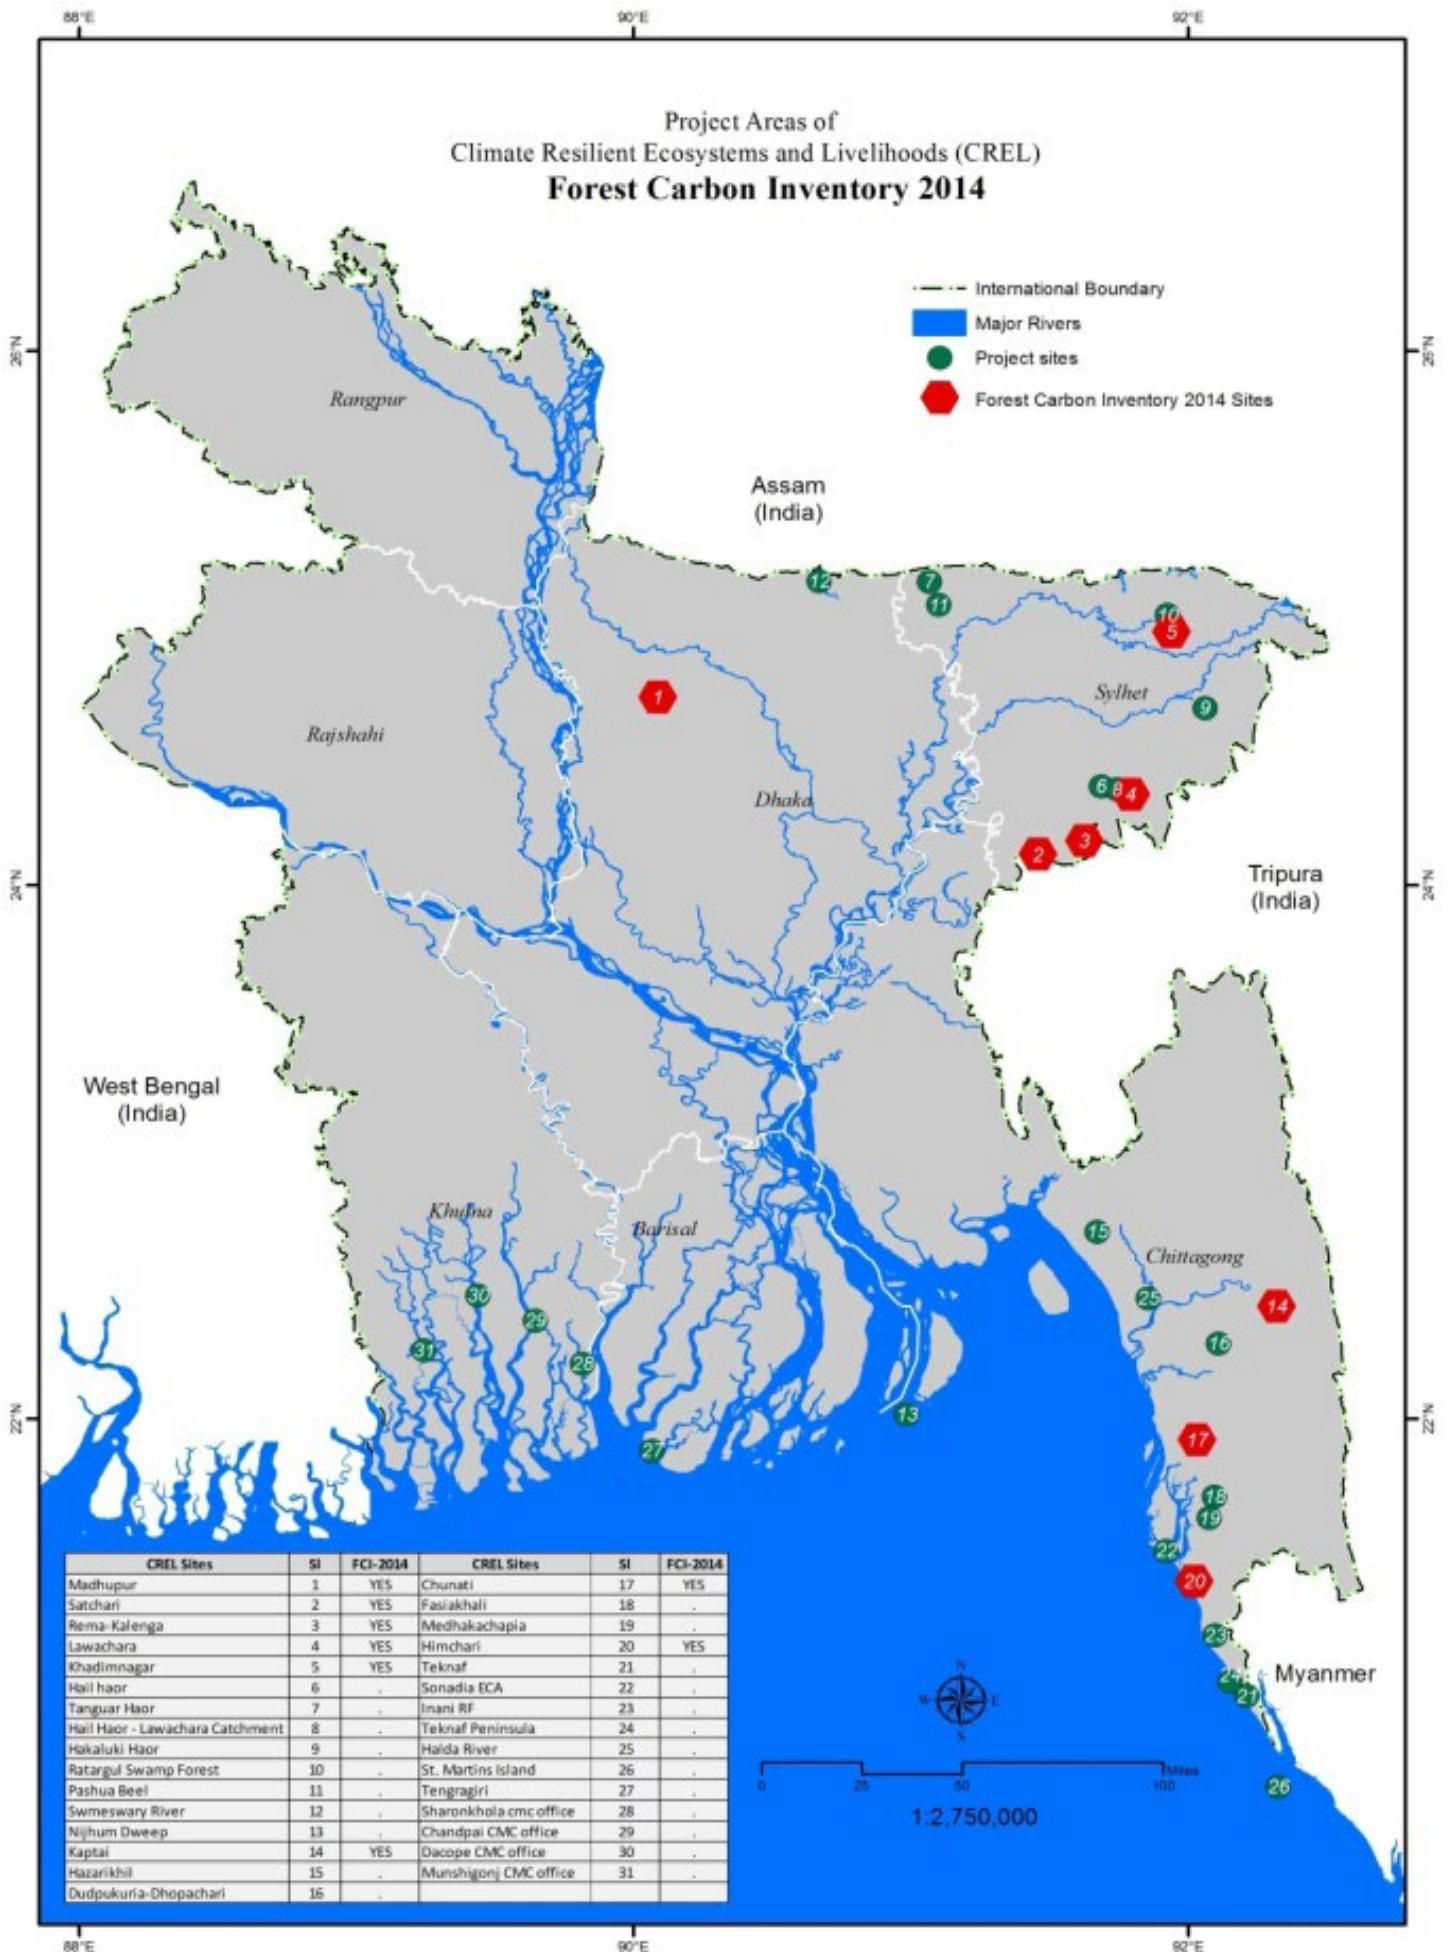 88°E 90°E 92°E
Project Areas of
Climate Resilient Ecosystems and Livelihoods (CREL)
Forest Carbon Inventory 2014
International Boundary
Major Rivers
Project sites
Forest Carbon Inventory 2014 Sites
26°N 26°N
Rangpur
Assam
(India)
12 7
11
10
5
1
Sylhet
9
Rajshahi
6 8 4
Dhaka
3
2
24°N 24°N
Tripura
(India)
West Bengal
(India)
Khulna
Barisal
15
Chittagong
30
25
14
29
16
31
28
13
22°N 22°N
27
17
18
19
22
20
23
24
21
Myanmer
26
CREL Sites SI FCI-2014 CREL Sites SI FCI-2014
Madhupur 1 YES Chunati 17 YES
Satchari 2 YES Fasiakhali 18 .
Rema-Kalenga 3 YES Medhakachapia 19 .
Lawachara 4 YES Himchari 20 YES
Khadimnagar 5 YES Teknaf 21 .
Hail haor 6 . Sonadia ECA 22 .
Tanguar Haor 7 . Inani RF 23 .
Hail Haor - Lawachara Catchment 8 . Teknaf Peninsula 24 .
Hakaluki Haor 9 . Halda River 25 .
Ratargul Swamp Forest 10 . St. Martins Island 26 .
Pashua Beel 11 . Tengragiri 27 .
Swmeswary River 12 . Sharonkhola cmc office 28 .
Nijhum Dweep 13 . Chandpai CMC office 29 .
Kaptai 14 YES Dacope CMC office 30 .
Hazarikhil 15 . Munshigonj CMC office 31 .
Dudpukuria-Dhopachari 16 .
N
W E
S
Miles
0 25 50 100
1:2,750,000
88°E 90°E 92°E